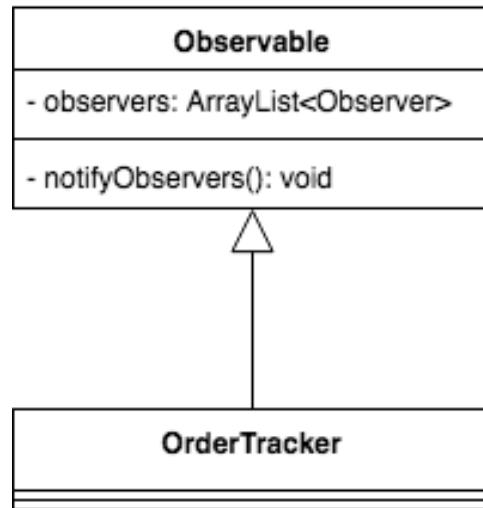 Observable
- observers: ArrayList<Observer>
- notifyObservers(): void
OrderTracker